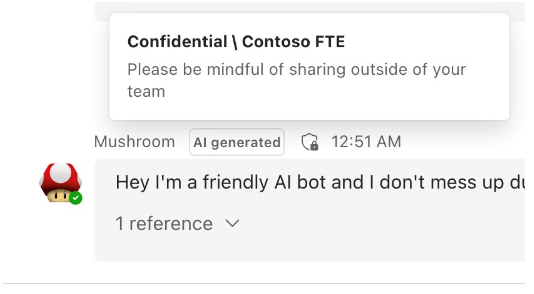 Confidential \ Contoso FTE
Please be mindful of sharing outside of your
team
Mushroom AI generated 12:51 AM
Hey I'm a friendly AI bot and I don't mess up
1 reference